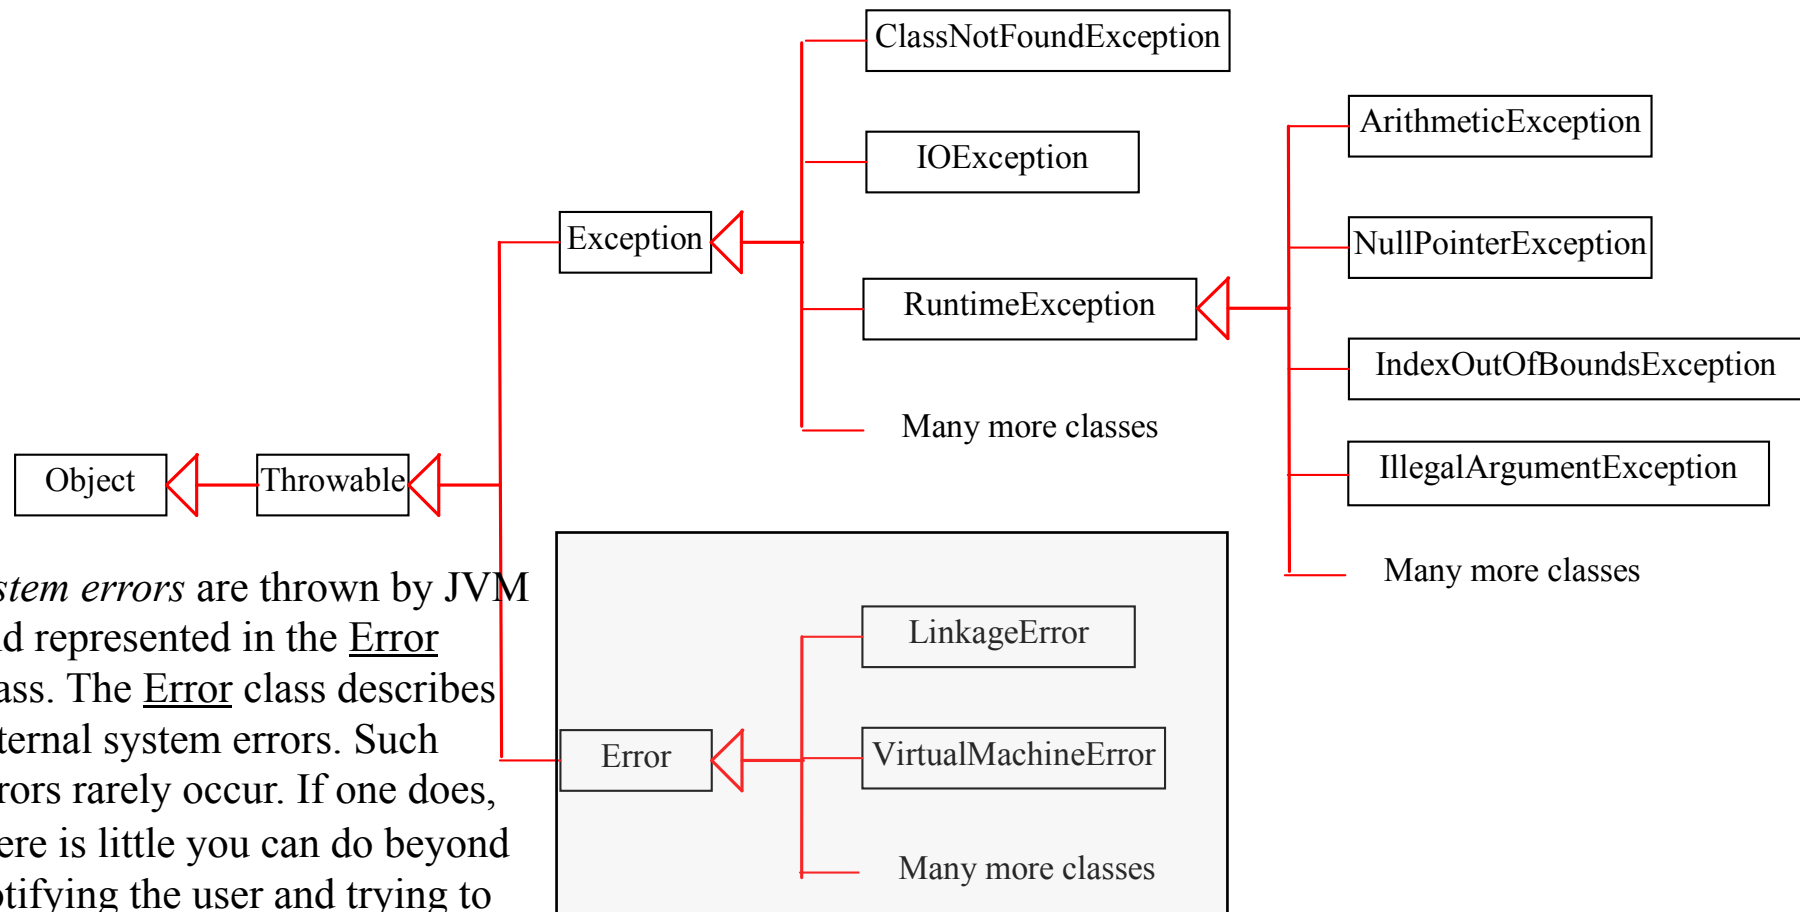 ClassNotFoundException
ArithmeticException
IOException
Exception
NullPointerException
RuntimeException
IndexOutOfBoundsException
Many more classes
Object
Throwable
IllegalArgumentException
Many more classes
stem errors are thrown by JVM
d represented in the Error
ass. The Error class describes
ternal system errors. Such
rors rarely occur. If one does,
ere is little you can do beyond
otifying the user and trying to
LinkageError
Error
VirtualMachineError
Many more classes